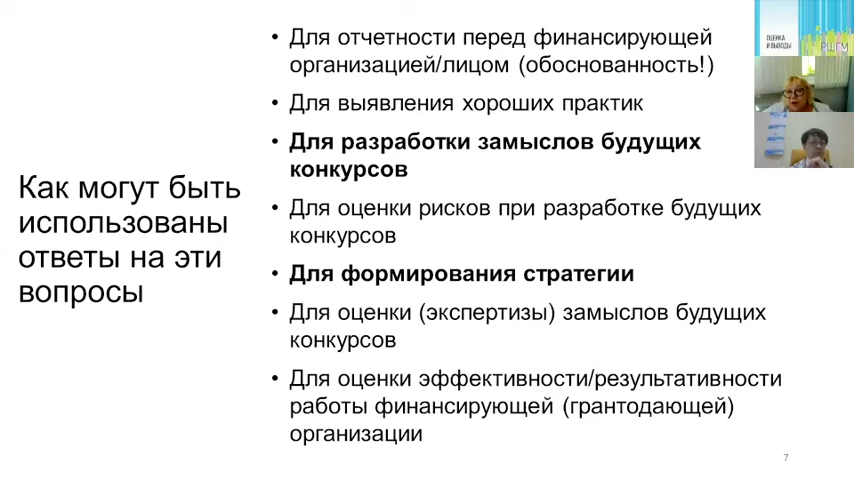 Как могут быть
использованы
ответы на эти
вопросы
• Для отчетности перед финансирующей
организацией/лицом (обоснованность!)
• Для выявления хороших практик
• Для разработки замыслов будущих
конкурсов
• Для оценки рисков при разработке будущих
конкурсов
• Для формирования стратегии
• Для оценки (экспертизы) замыслов будущих
конкурсов
• Для оценки эффективности/результативности
работы финансирующей (грантодающей)
организации
ОЦЕНКА
И ВЫВОДЫ
7